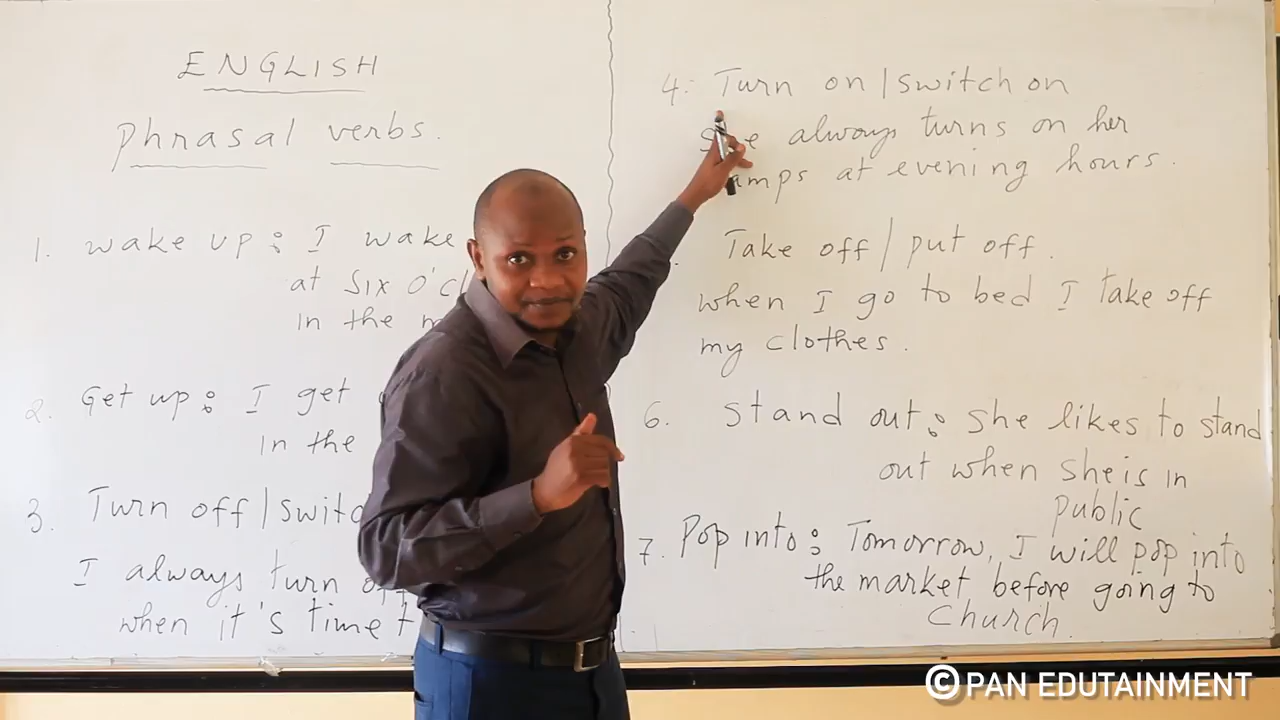 ENGLISH
Phrasal verbs.
1. wake up: I wake
at six o'cl
in the m
2. Get up: I get
in the
3. Turn off/switc
I always turn off
when it's time t
4: Turn on/switch on
She always turns on her
amps at evening hours.
Take off/put off.
when I go to bed I take off
my clothes.
6. Stand out: She likes to stand
out when she is in
public
7. Pop into: Tomorrow, I will pop into
the market before going to
church.
©PAN EDUTAINMENT